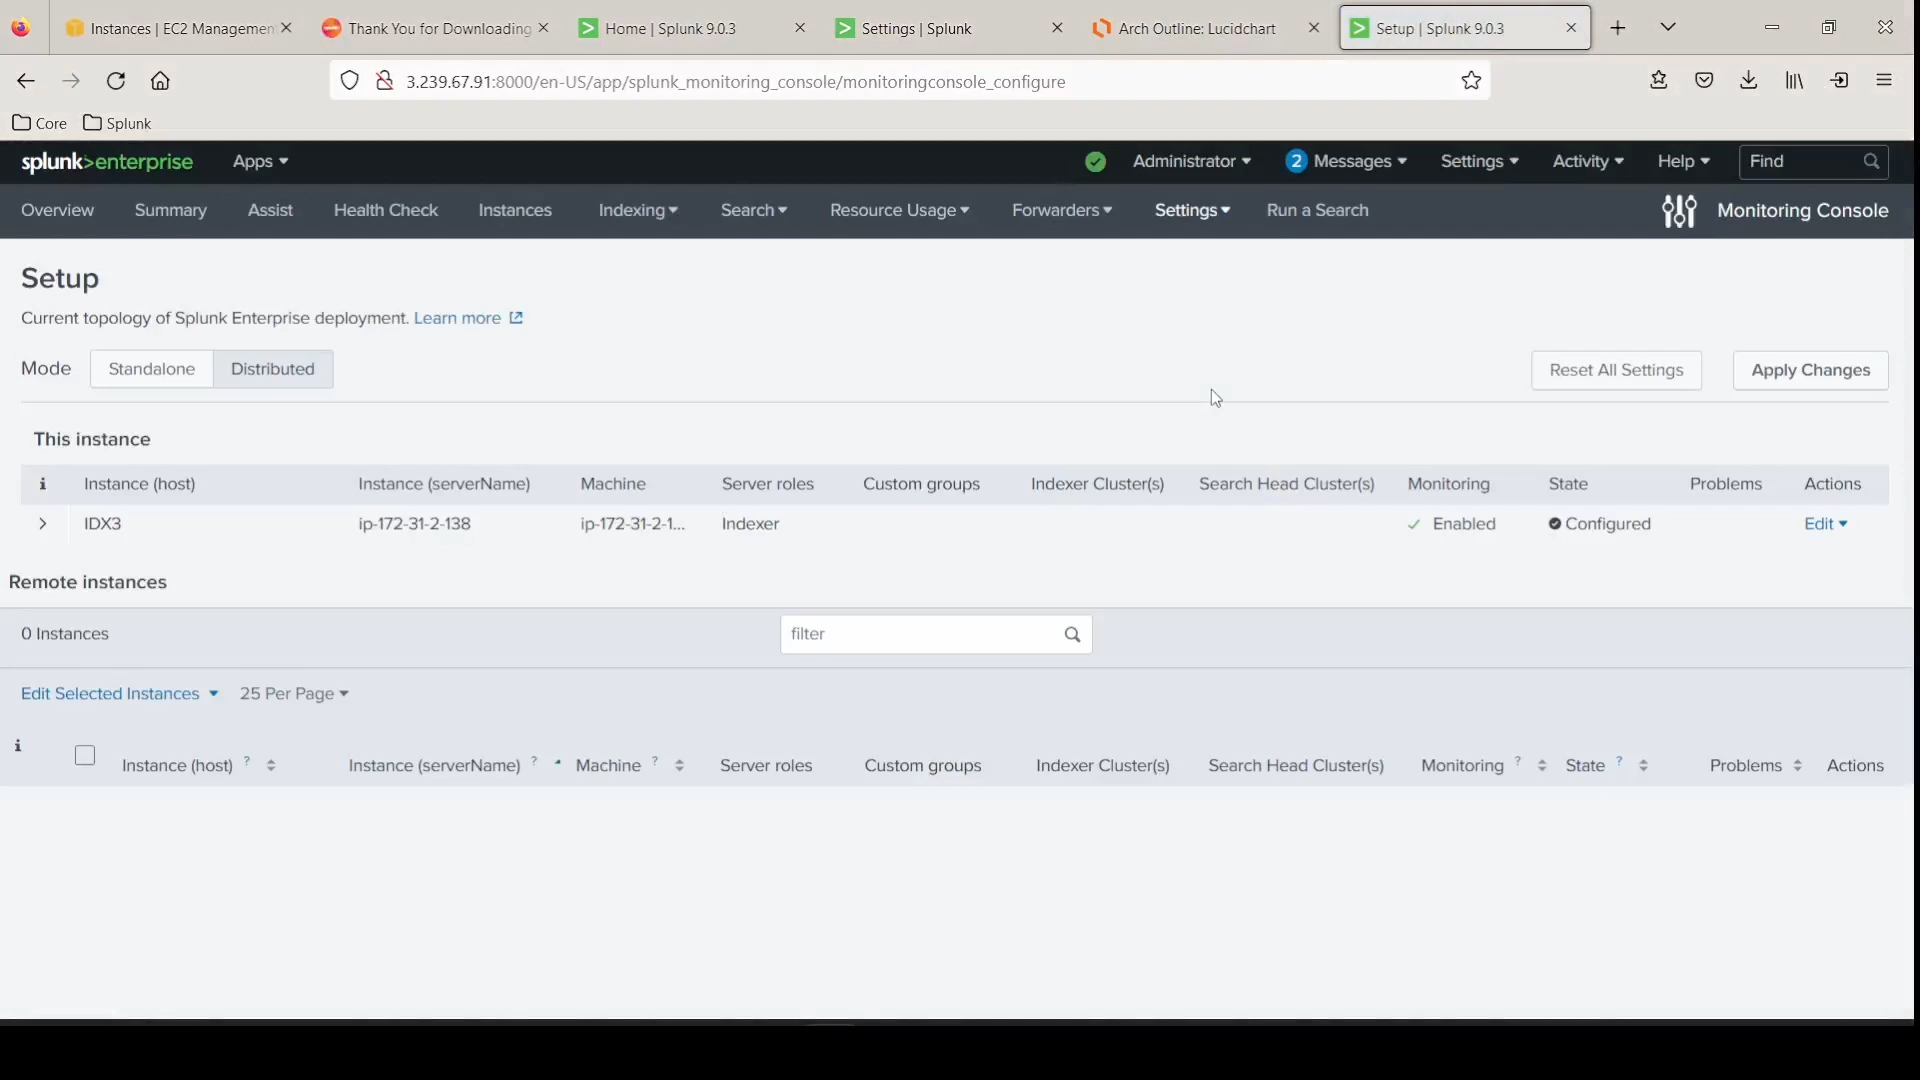 Instances | EC2 Managemen
Thank You for Downloading
Home | Splunk 9.0.3
Settings | Splunk
Arch Outline: Lucidchart
Setup | Splunk 9.0.3
3.239.67.91:8000/en-US/app/splunk_monitoring_console/monitoringconsole_configure
Core
Splunk
splunk>enterprise
Apps
Administrator
2 Messages
Settings
Activity
Help
Find
Overview
Summary
Assist
Health Check
Instances
Indexing
Search
Resource Usage
Forwarders
Settings
Run a Search
Monitoring Console
Setup
Current topology of Splunk Enterprise deployment. Learn more
Mode
Standalone
Distributed
Reset All Settings
Apply Changes
This instance
i Instance (host) Instance (serverName) Machine Server roles Custom groups Indexer Cluster(s) Search Head Cluster(s) Monitoring State Problems Actions
IDX3 ip-172-31-2-138 ip-172-31-2-1... Indexer Enabled Configured Edit
Remote instances
0 Instances
filter
Edit Selected Instances
25 Per Page
i Instance (host) ? Instance (serverName) ? Machine ? Server roles Custom groups Indexer Cluster(s) Search Head Cluster(s) Monitoring ? State ? Problems Actions